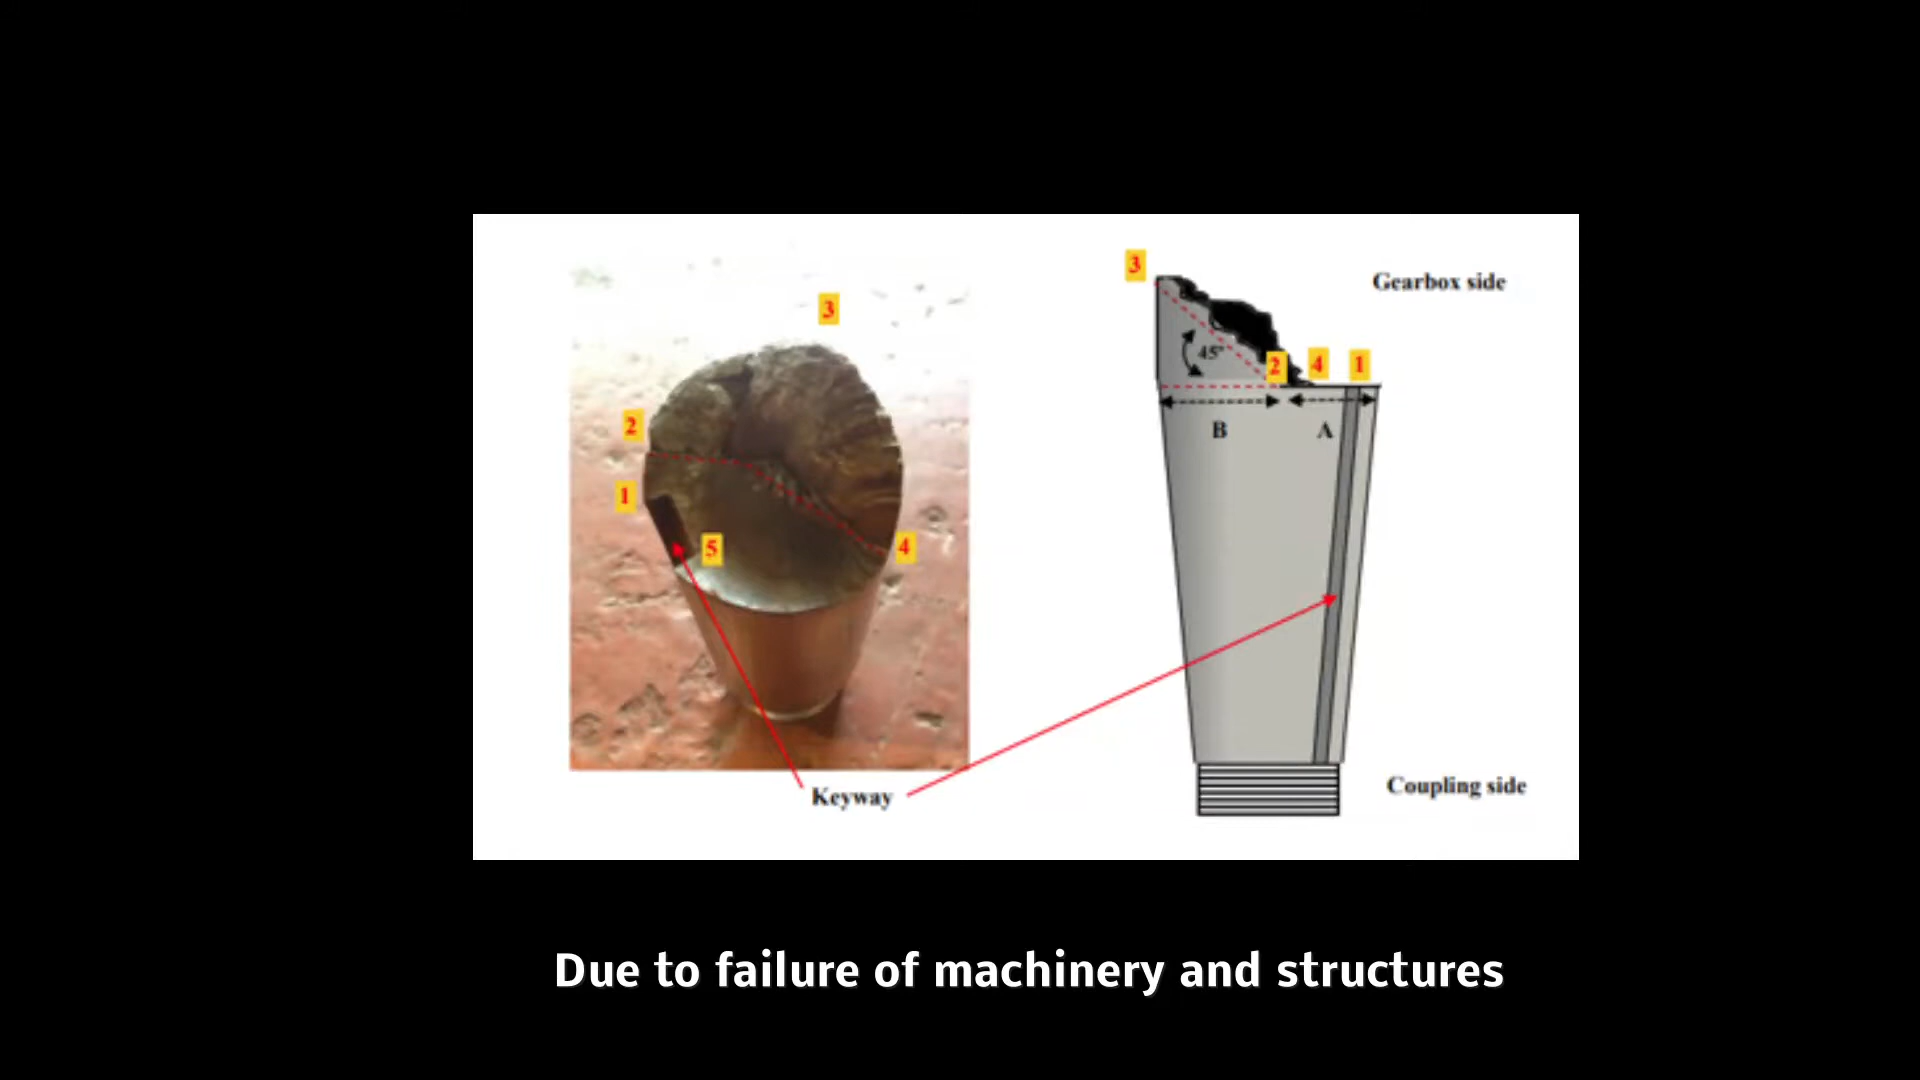 3
2
1
5
4
Keyway
3
Gearbox side
45°
2 4 1
B A
Coupling side
Due to failure of machinery and structures